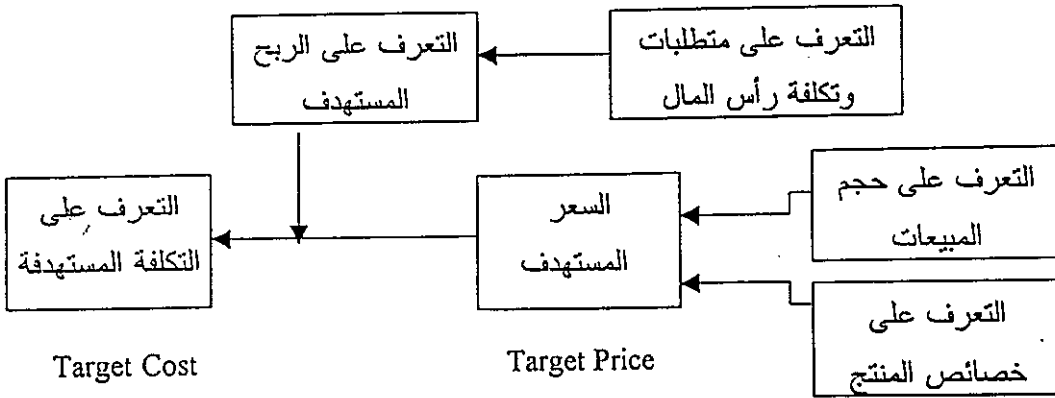 التعرف على متطلبات
وتكلفة رأس المال
التعرف على الربح
المستهدف
التعرف على حجم
المبيعات
التعرف على
خصائص المنتج
السعر
المستهدف
التعرف على
التكلفة المستهدفة
Target Price
Target Cost